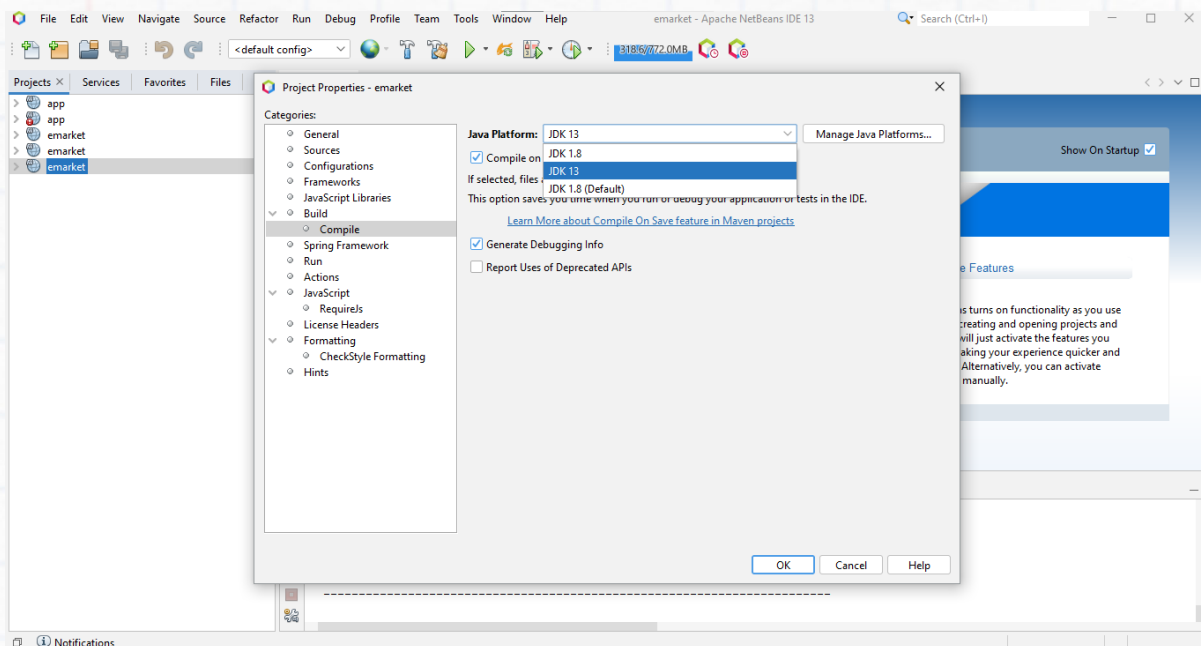 File Edit View Navigate Source Refactor Run Debug Profile Team Tools Window Help emarket - Apache NetBeans IDE 13 Search (Ctrl+I)
<default config> 318.6/772.0MB
Projects Services Favorites Files
app
app
emarket
emarket
emarket
Project Properties - emarket
Categories:
General
Sources
Configurations
Frameworks
JavaScript Libraries
Build
Compile
Spring Framework
Run
Actions
JavaScript
RequireJs
License Headers
Formatting
CheckStyle Formatting
Hints
Java Platform: JDK 13 Manage Java Platforms...
JDK 1.8
JDK 13
JDK 1.8 (Default)
Compile on
If selected, files
This option saves you time when you run or debug your application or tests in the IDE.
Learn More about Compile On Save feature in Maven projects
Generate Debugging Info
Report Uses of Deprecated APIs
OK Cancel Help
Show On Startup
e Features
s turns on functionality as you use
creating and opening projects and
will just activate the features you
aking your experience quicker and
Alternatively, you can activate
manually.
------------------------------------------------------------------------
Notifications